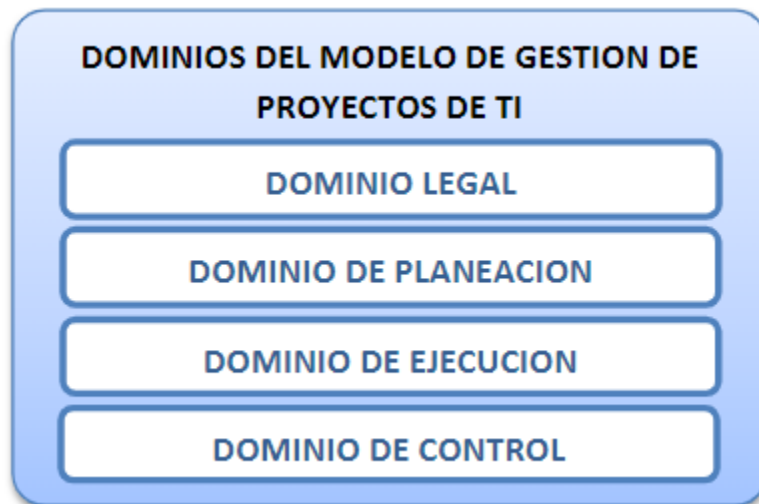 DOMINIOS DEL MODELO DE GESTION DE
PROYECTOS DE TI
DOMINIO LEGAL
DOMINIO DE PLANEACION
DOMINIO DE EJECUCION
DOMINIO DE CONTROL